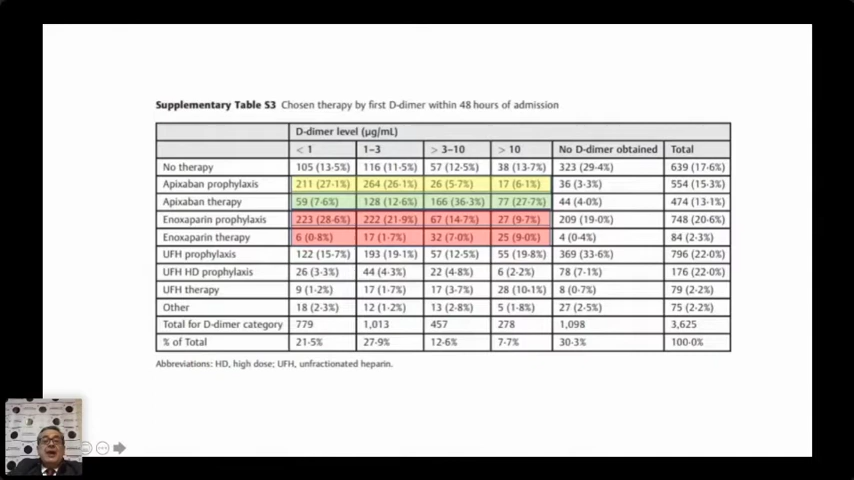 Supplementary Table S3 Chosen therapy by first D-dimer within 48 hours of admission
D-dimer level (µg/mL)
< 1 1–3 > 3–10 > 10 No D-dimer obtained Total
No therapy 105 (13·5%) 116 (11·5%) 57 (12·5%) 38 (13·7%) 323 (29·4%) 639 (17·6%)
Apixaban prophylaxis 211 (27·1%) 264 (26·1%) 26 (5·7%) 17 (6·1%) 36 (3·3%) 554 (15·3%)
Apixaban therapy 59 (7·6%) 128 (12·6%) 166 (36·3%) 77 (27·7%) 44 (4·0%) 474 (13·1%)
Enoxaparin prophylaxis 223 (28·6%) 222 (21·9%) 67 (14·7%) 27 (9·7%) 209 (19·0%) 748 (20·6%)
Enoxaparin therapy 6 (0·8%) 17 (1·7%) 32 (7·0%) 25 (9·0%) 4 (0·4%) 84 (2·3%)
UFH prophylaxis 122 (15·7%) 193 (19·1%) 57 (12·5%) 55 (19·8%) 369 (33·6%) 796 (22·0%)
UFH HD prophylaxis 26 (3·3%) 44 (4·3%) 22 (4·8%) 6 (2·2%) 78 (7·1%) 176 (22·0%)
UFH therapy 9 (1·2%) 17 (1·7%) 17 (3·7%) 28 (10·1%) 8 (0·7%) 79 (2·2%)
Other 18 (2·3%) 12 (1·2%) 13 (2·8%) 5 (1·8%) 27 (2·5%) 75 (2·2%)
Total for D-dimer category 779 1,013 457 278 1,098 3,625
% of Total 21·5% 27·9% 12·6% 7·7% 30·3% 100·0%
Abbreviations: HD, high dose; UFH, unfractionated heparin.